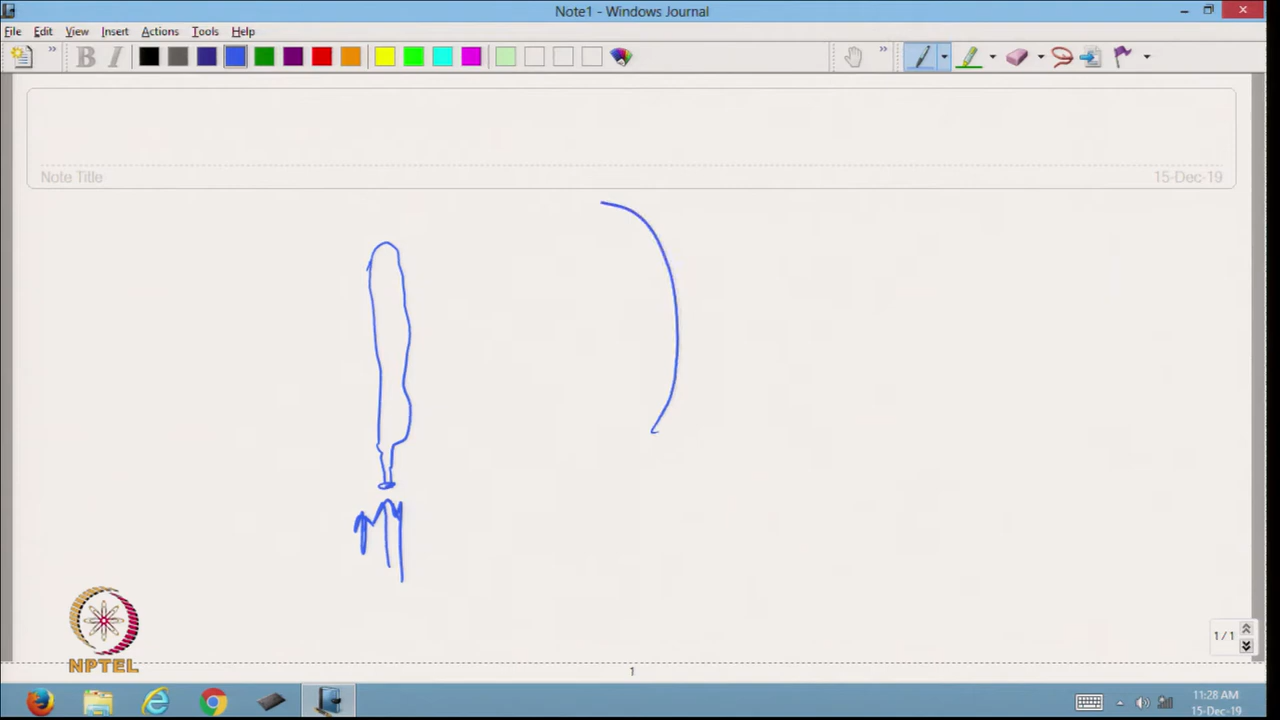 Note1 - Windows Journal
File Edit View Insert Actions Tools Help
B I
Note Title
15-Dec-19
NPTEL
1 / 1
1
11:28 AM
15-Dec-19